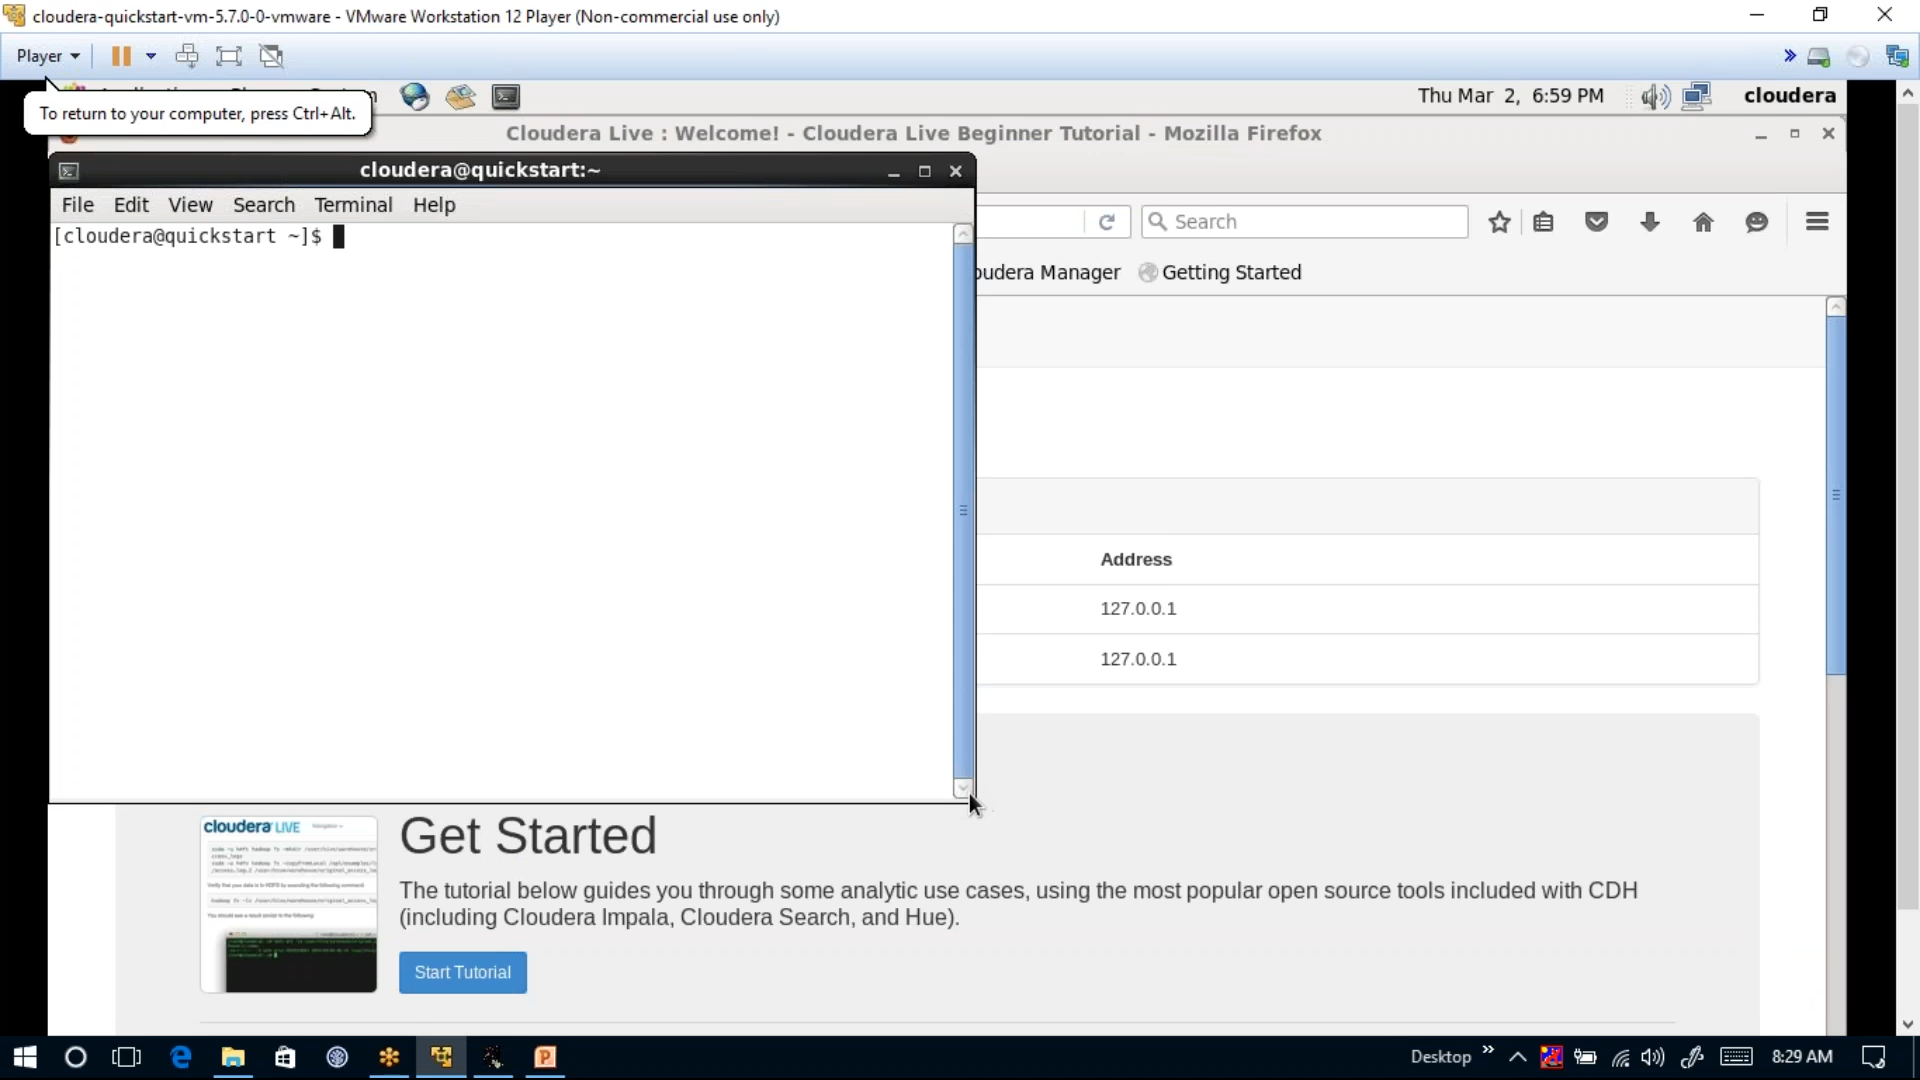 cloudera-quickstart-vm-5.7.0-0-vmware - VMware Workstation 12 Player (Non-commercial use only)
Player
To return to your computer, press Ctrl+Alt.
Thu Mar 2, 6:59 PM
cloudera
Cloudera Live : Welcome! - Cloudera Live Beginner Tutorial - Mozilla Firefox
cloudera@quickstart:~
File Edit View Search Terminal Help
[cloudera@quickstart ~]$
Search
Manager
Getting Started
Address
127.0.0.1
127.0.0.1
cloudera LIVE
Get Started
The tutorial below guides you through some analytic use cases, using the most popular open source tools included with CDH
(including Cloudera Impala, Cloudera Search, and Hue).
Start Tutorial
Desktop
8:29 AM